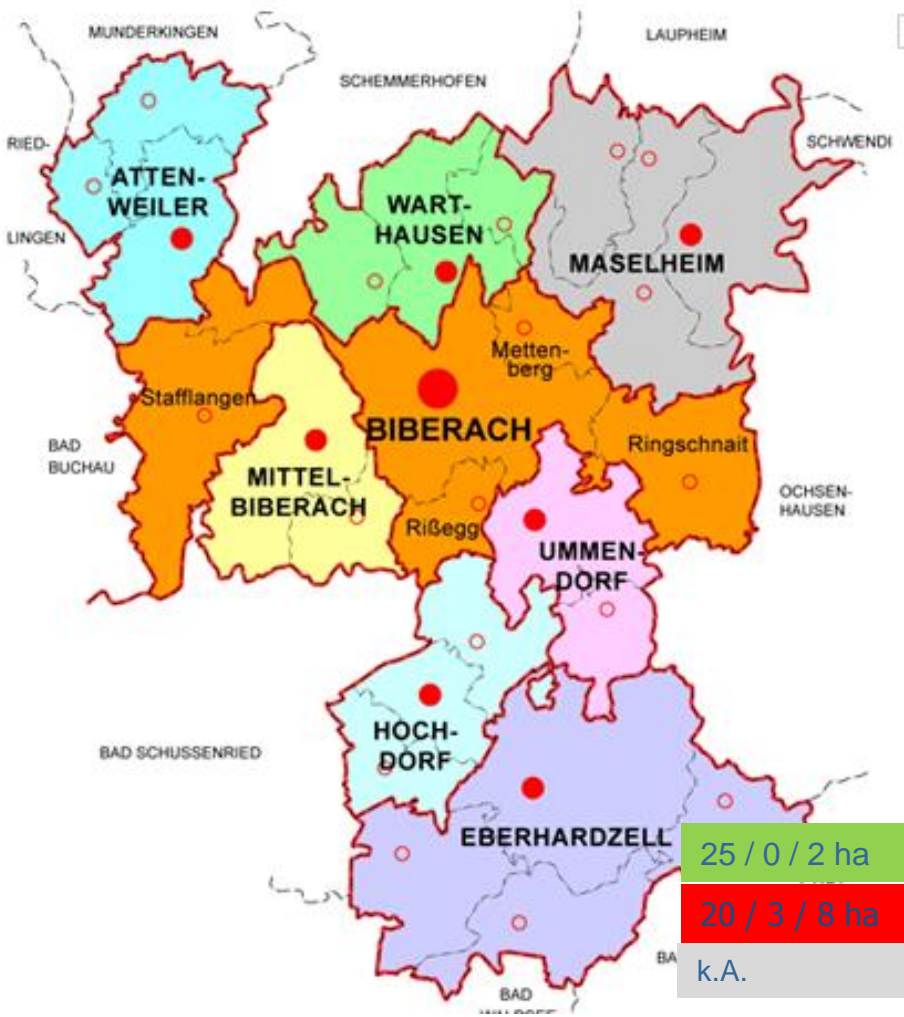 MUNDERKINGEN
LAUPHEIM
SCHEMMERHOFEN
RIED-
SCHWENDI
ATTEN-
WEILER
WART-
HAUSEN
LINGEN
MASELHEIM
Metten-
berg
Stafflangen
BIBERACH
Ringschnait
BAD
BUCHAU
MITTEL-
BIBERACH
OCHSEN-
HAUSEN
Rißegg
UMMEN-
DORF
HOCH-
DORF
BAD SCHUSSENRIED
EBERHARDZELL
25 / 0 / 2 ha
20 / 3 / 8 ha
BA
k.A.
BAD